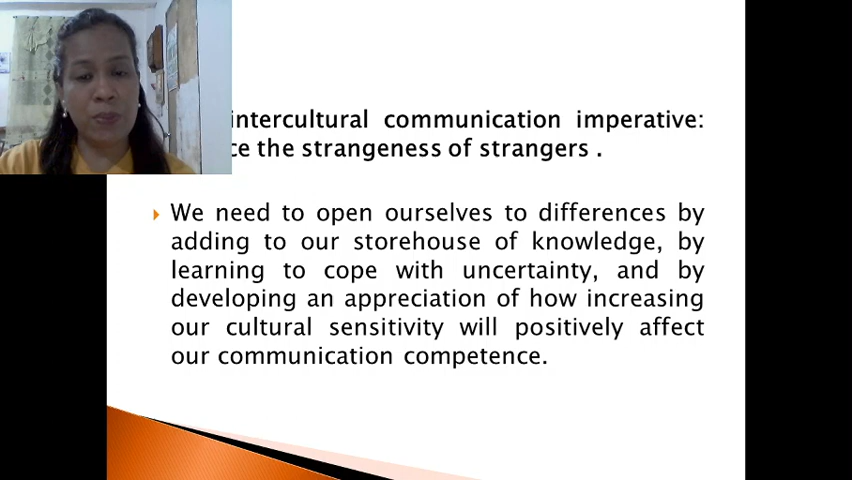 intercultural communication imperative:
the strangeness of strangers .
We need to open ourselves to differences by
adding to our storehouse of knowledge, by
learning to cope with uncertainty, and by
developing an appreciation of how increasing
our cultural sensitivity will positively affect
our communication competence.